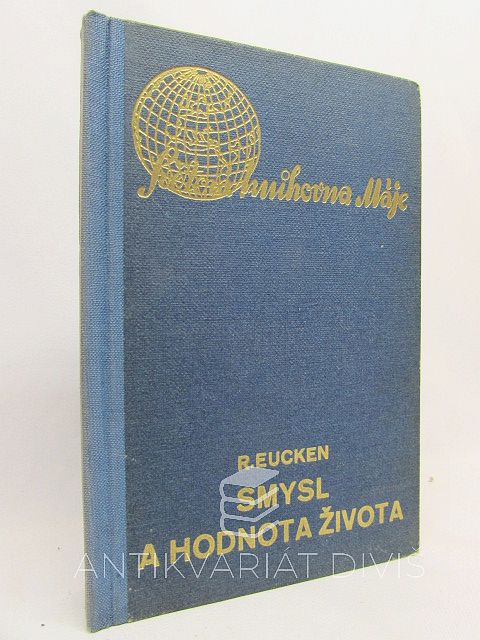 Světová knihovna Máje
R. EUCKEN
SMYSL
A HODNOTA ŽIVOTA
ANTIKVARIÁT DIVIŠ